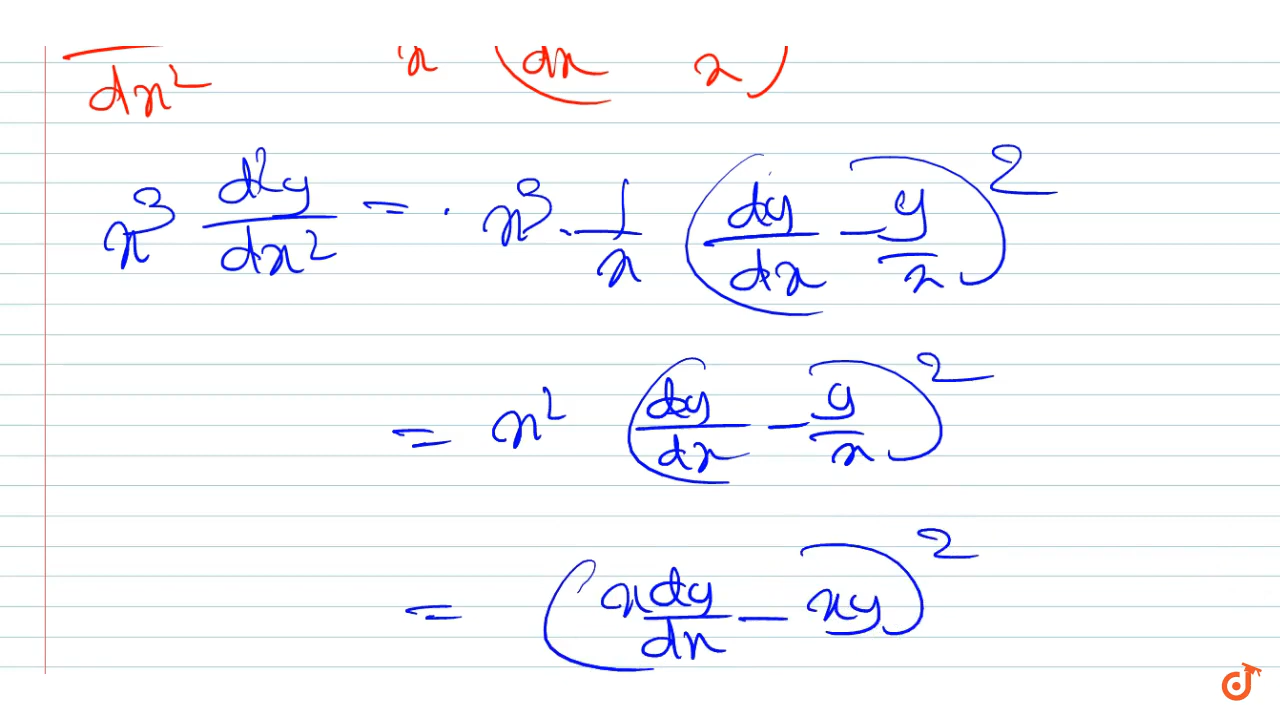 dx² x (dx x)
x³ d²y/dx² = · x³ · 1/x (dy/dx - y/x)²
= x² (dy/dx - y/x)²
= (x dy/dx - xy)²